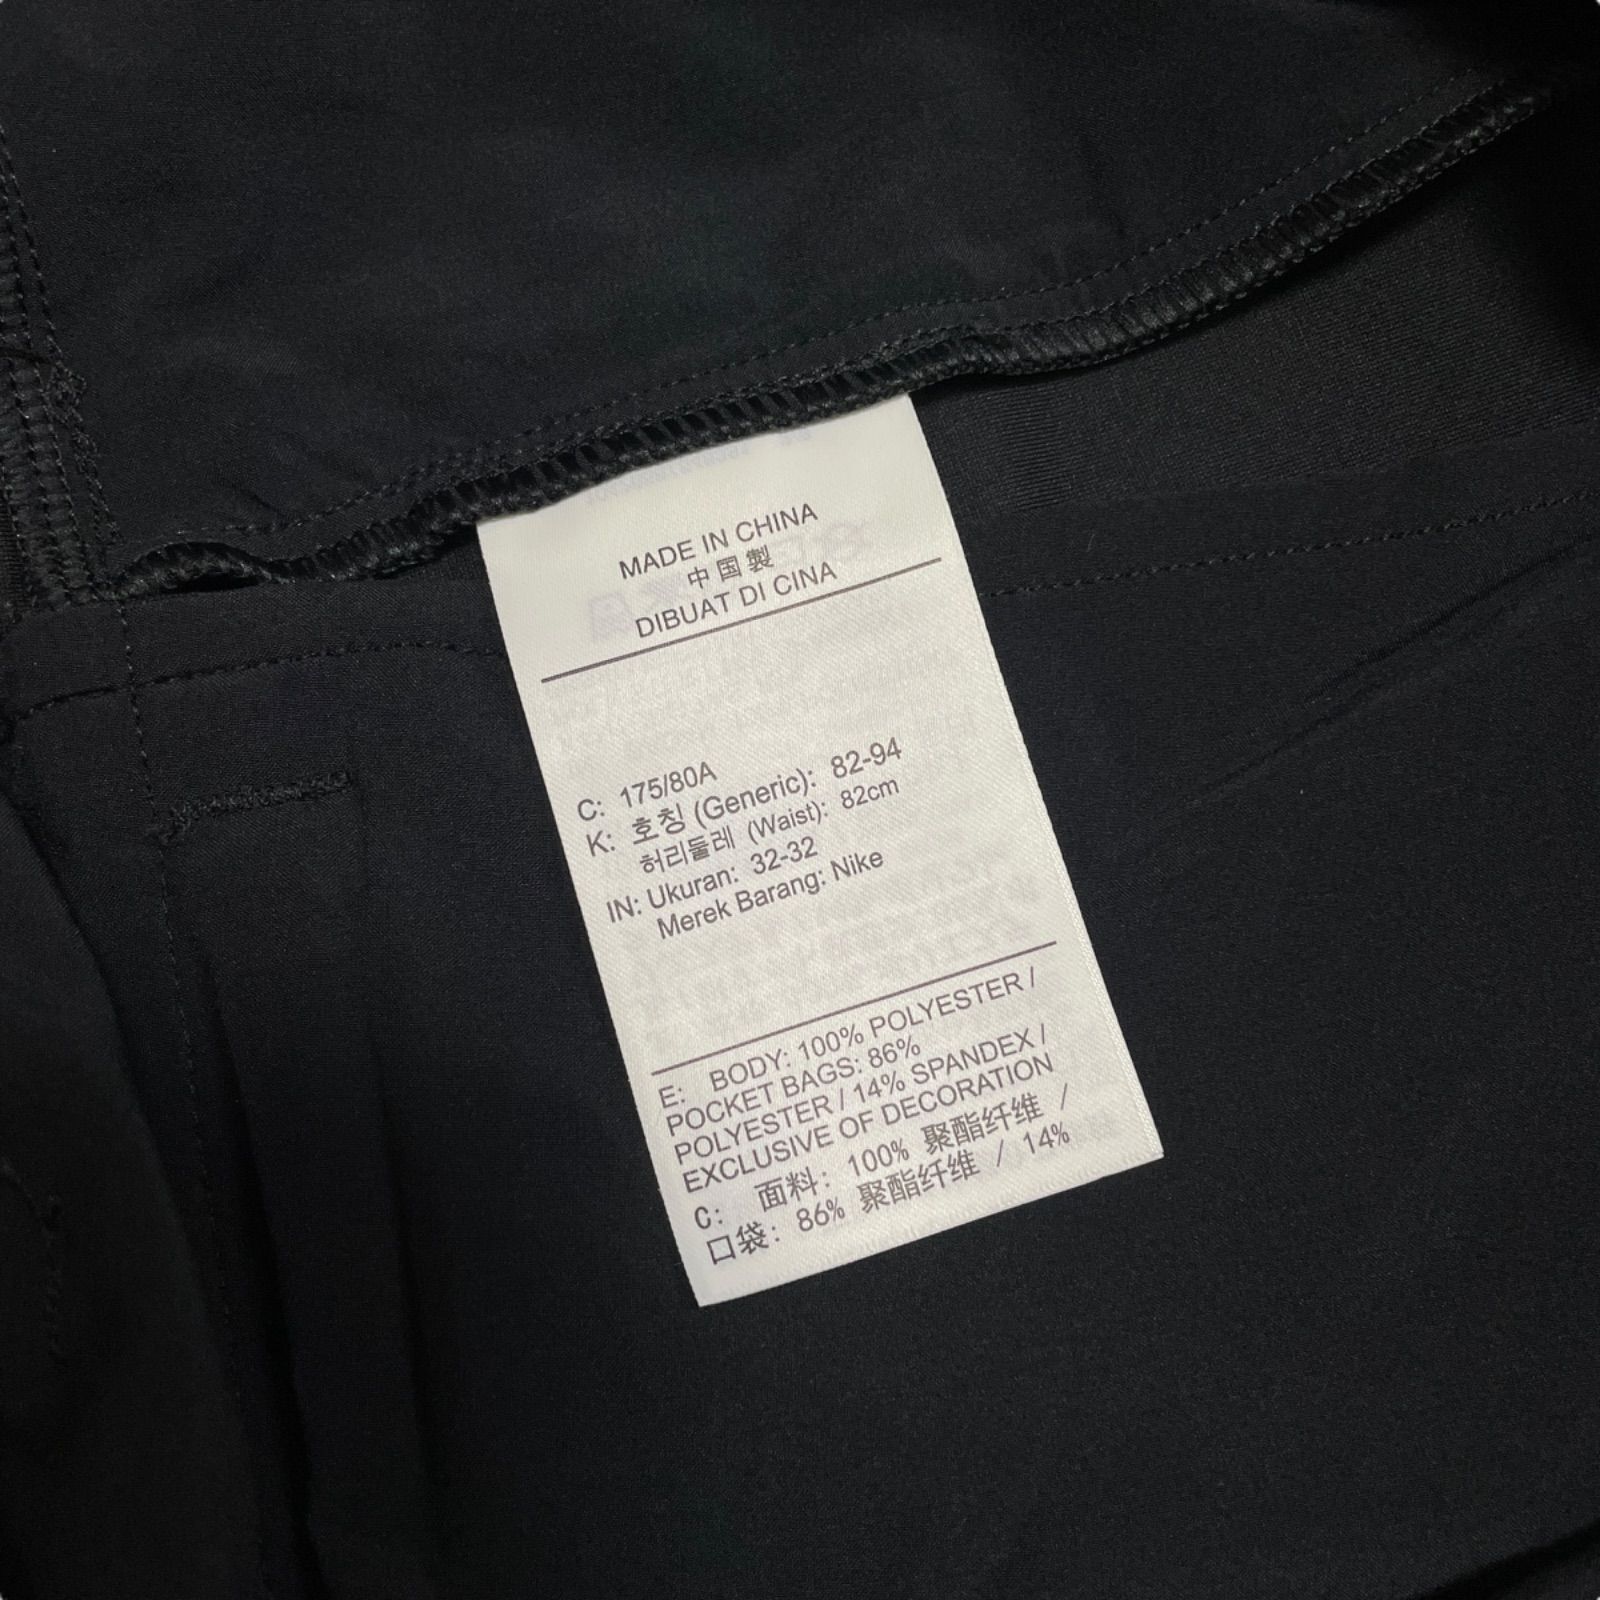 MADE IN CHINA
中国製
DIBUAT DI CINA
C: 175/80A
K: 호칭 (Generic): 82-94
허리둘레 (Waist): 82cm
IN: Ukuran: 32-32
Merek Barang: Nike
E: BODY: 100% POLYESTER /
POCKET BAGS: 86%
POLYESTER / 14% SPANDEX /
EXCLUSIVE OF DECORATION
C: 面料: 100% 聚酯纤维 /
口袋: 86% 聚酯纤维 / 14%